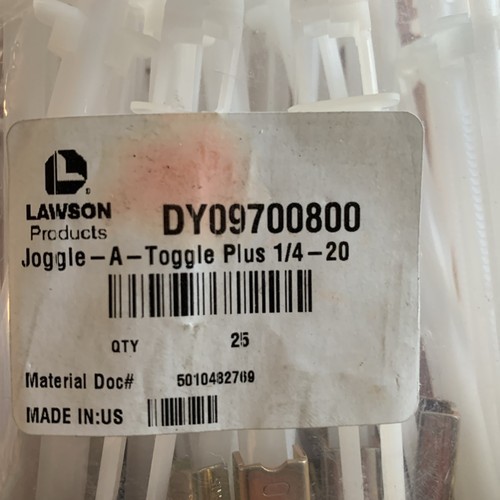 LAWSON
Products
DY09700800
Joggle-A-Toggle Plus 1/4-20
QTY 25
Material Doc# 5010482769
MADE IN:US